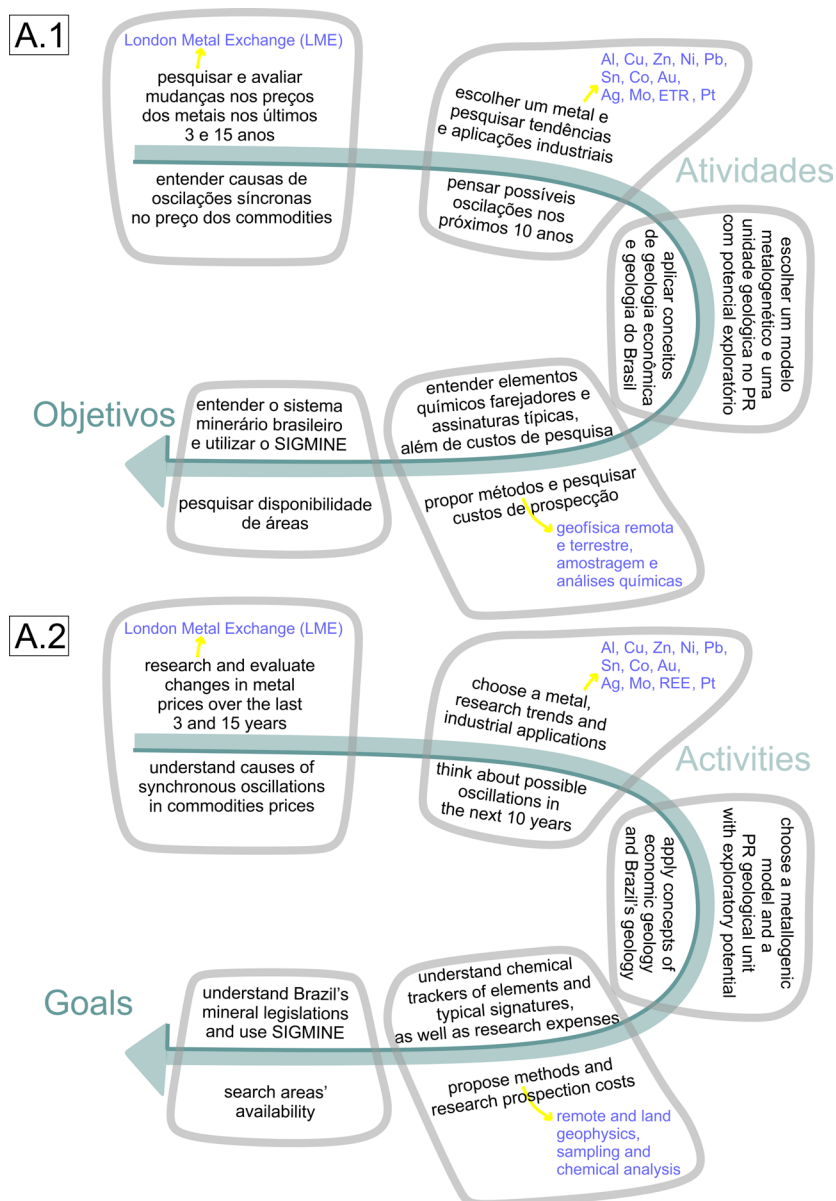 A.1
London Metal Exchange (LME)
pesquisar e avaliar
mudanças nos preços
dos metais nos últimos
3 e 15 anos
entender causas de
oscilações síncronas
no preço dos commodities
Al, Cu, Zn, Ni, Pb,
Sn, Co, Au,
Ag, Mo, ETR, Pt
escolher um metal e
pesquisar tendências
e aplicações industriais
pensar possíveis
oscilações nos
próximos 10 anos
Atividades
escolher um modelo
metalogenético e uma
unidade geológica no PR
com potencial exploratório
aplicar conceitos
de geologia econômica
e geologia do Brasil
entender elementos
químicos farejadores e
assinaturas típicas,
além de custos de pesquisa
propor métodos e pesquisar
custos de prospecção
geofísica remota
e terrestre,
amostragem e
análises químicas
Objetivos
entender o sistema
minerário brasileiro
e utilizar o SIGMINE
pesquisar disponibilidade
de áreas
A.2
London Metal Exchange (LME)
research and evaluate
changes in metal
prices over the last
3 and 15 years
understand causes of
synchronous oscillations
in commodities prices
Al, Cu, Zn, Ni, Pb,
Sn, Co, Au,
Ag, Mo, REE, Pt
choose a metal,
research trends and
industrial applications
think about possible
oscillations in
the next 10 years
Activities
choose a metallogenic
model and a
PR geological unit
with exploratory potential
apply concepts of
economic geology
and Brazil's geology
understand chemical
trackers of elements and
typical signatures,
as well as research expenses
propose methods and
research prospection costs
remote and land
geophysics,
sampling and
chemical analysis
Goals
understand Brazil's
mineral legislations
and use SIGMINE
search areas'
availability